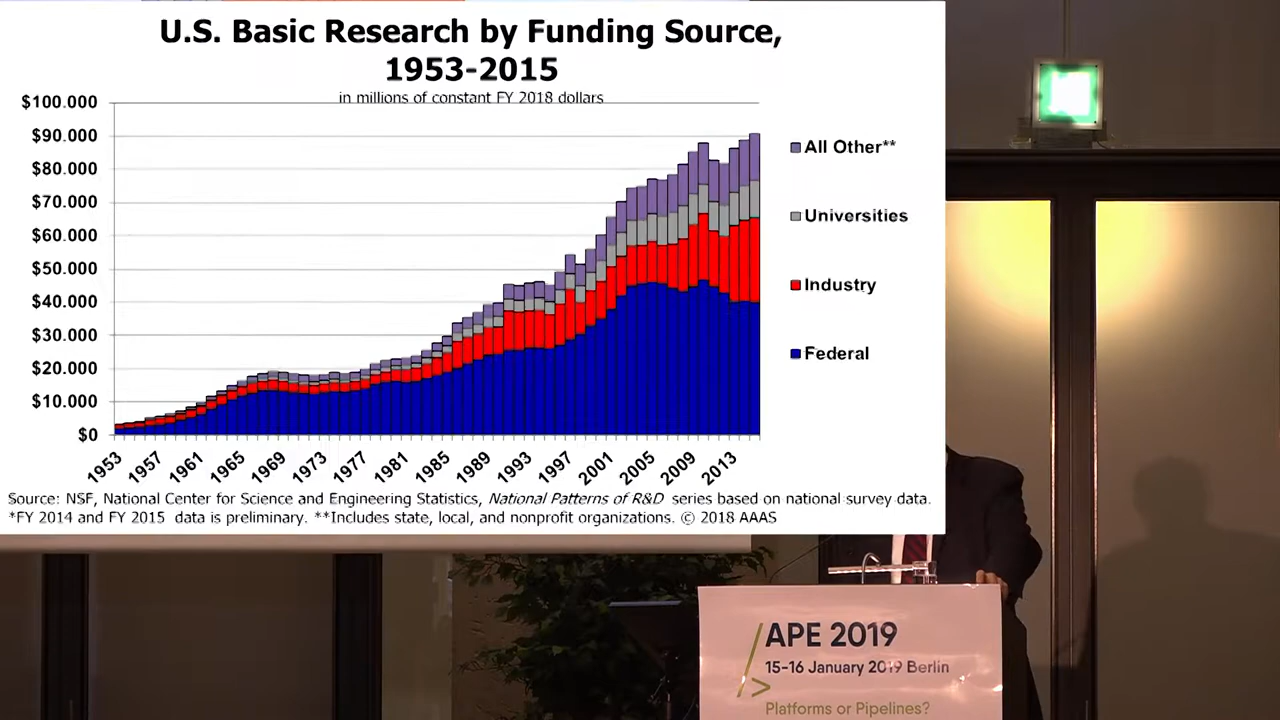 U.S. Basic Research by Funding Source,
1953-2015
in millions of constant FY 2018 dollars
$100.000
$90.000
$80.000
$70.000
$60.000
$50.000
$40.000
$30.000
$20.000
$10.000
$0
1953 1957 1961 1965 1969 1973 1977 1981 1985 1989 1993 1997 2001 2005 2009 2013
All Other**
Universities
Industry
Federal
Source: NSF, National Center for Science and Engineering Statistics, National Patterns of R&D series based on national survey data.
*FY 2014 and FY 2015 data is preliminary. **Includes state, local, and nonprofit organizations. © 2018 AAAS
APE 2019
15-16 January 2019 Berlin
Platforms or Pipelines?